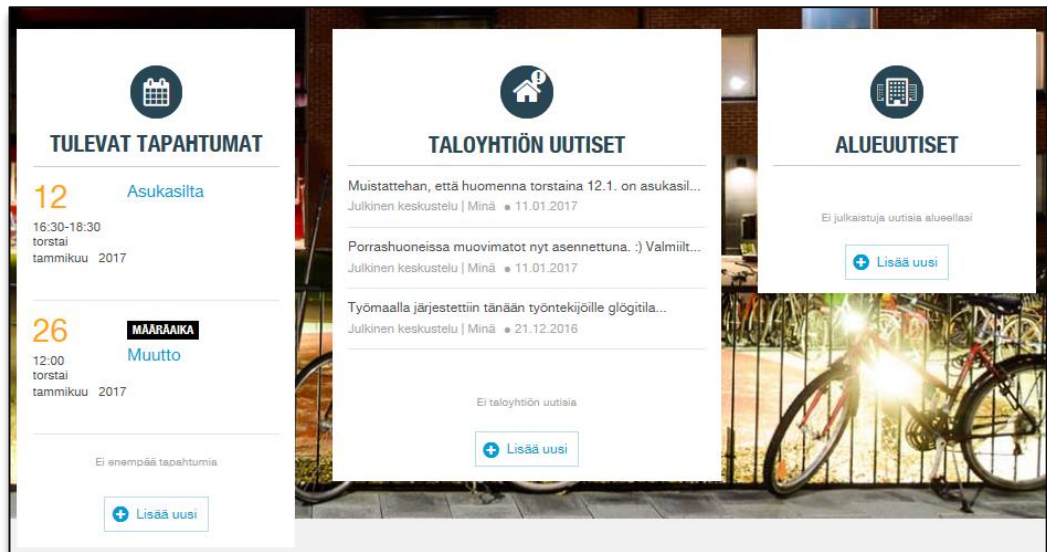 TULEVAT TAPAHTUMAT
12
Asukasilta
16:30-18:30
torstai
tammikuu 2017
26
MÄÄRÄAIKA
Muutto
12:00
torstai
tammikuu 2017
Ei enempää tapahtumia
Lisää uusi
TALOYHTIÖN UUTISET
Muistattehan, että huomenna torstaina 12.1. on asukasil...
Julkinen keskustelu | Minä ● 11.01.2017
Porrashuoneissa muovimatot nyt asennettuna. :) Valmiilt...
Julkinen keskustelu | Minä ● 11.01.2017
Työmaalla järjestettiin tänään työntekijöille glögitila...
Julkinen keskustelu | Minä ● 21.12.2016
Ei taloyhtiön uutisia
Lisää uusi
ALUEUUTISET
Ei julkaistuja uutisia alueellasi
Lisää uusi